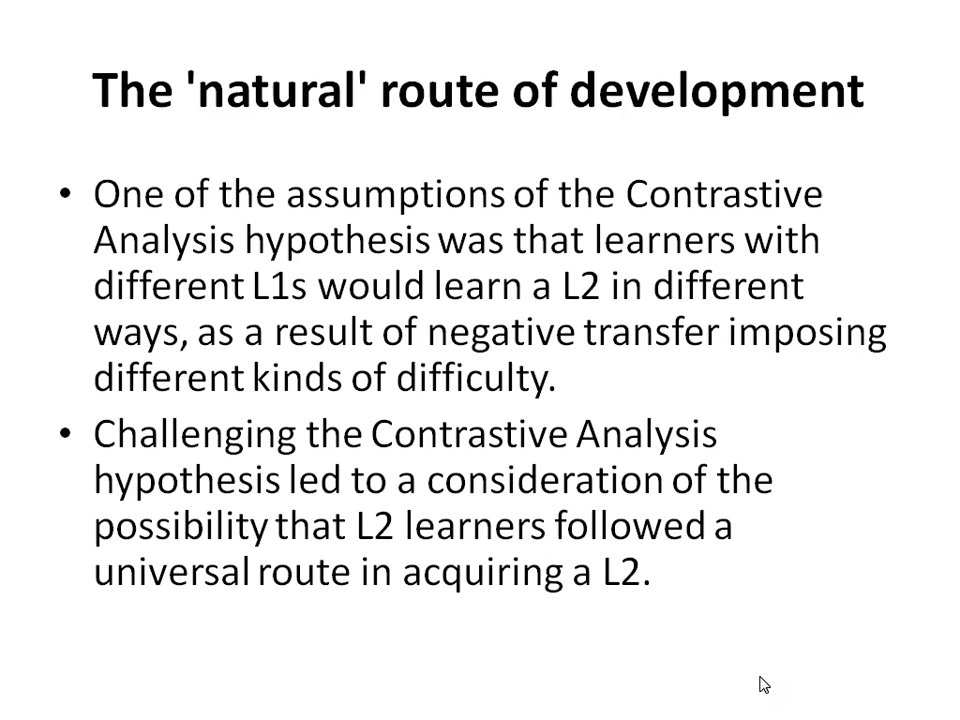 The 'natural' route of development
• One of the assumptions of the Contrastive
Analysis hypothesis was that learners with
different L1s would learn a L2 in different
ways, as a result of negative transfer imposing
different kinds of difficulty.
• Challenging the Contrastive Analysis
hypothesis led to a consideration of the
possibility that L2 learners followed a
universal route in acquiring a L2.